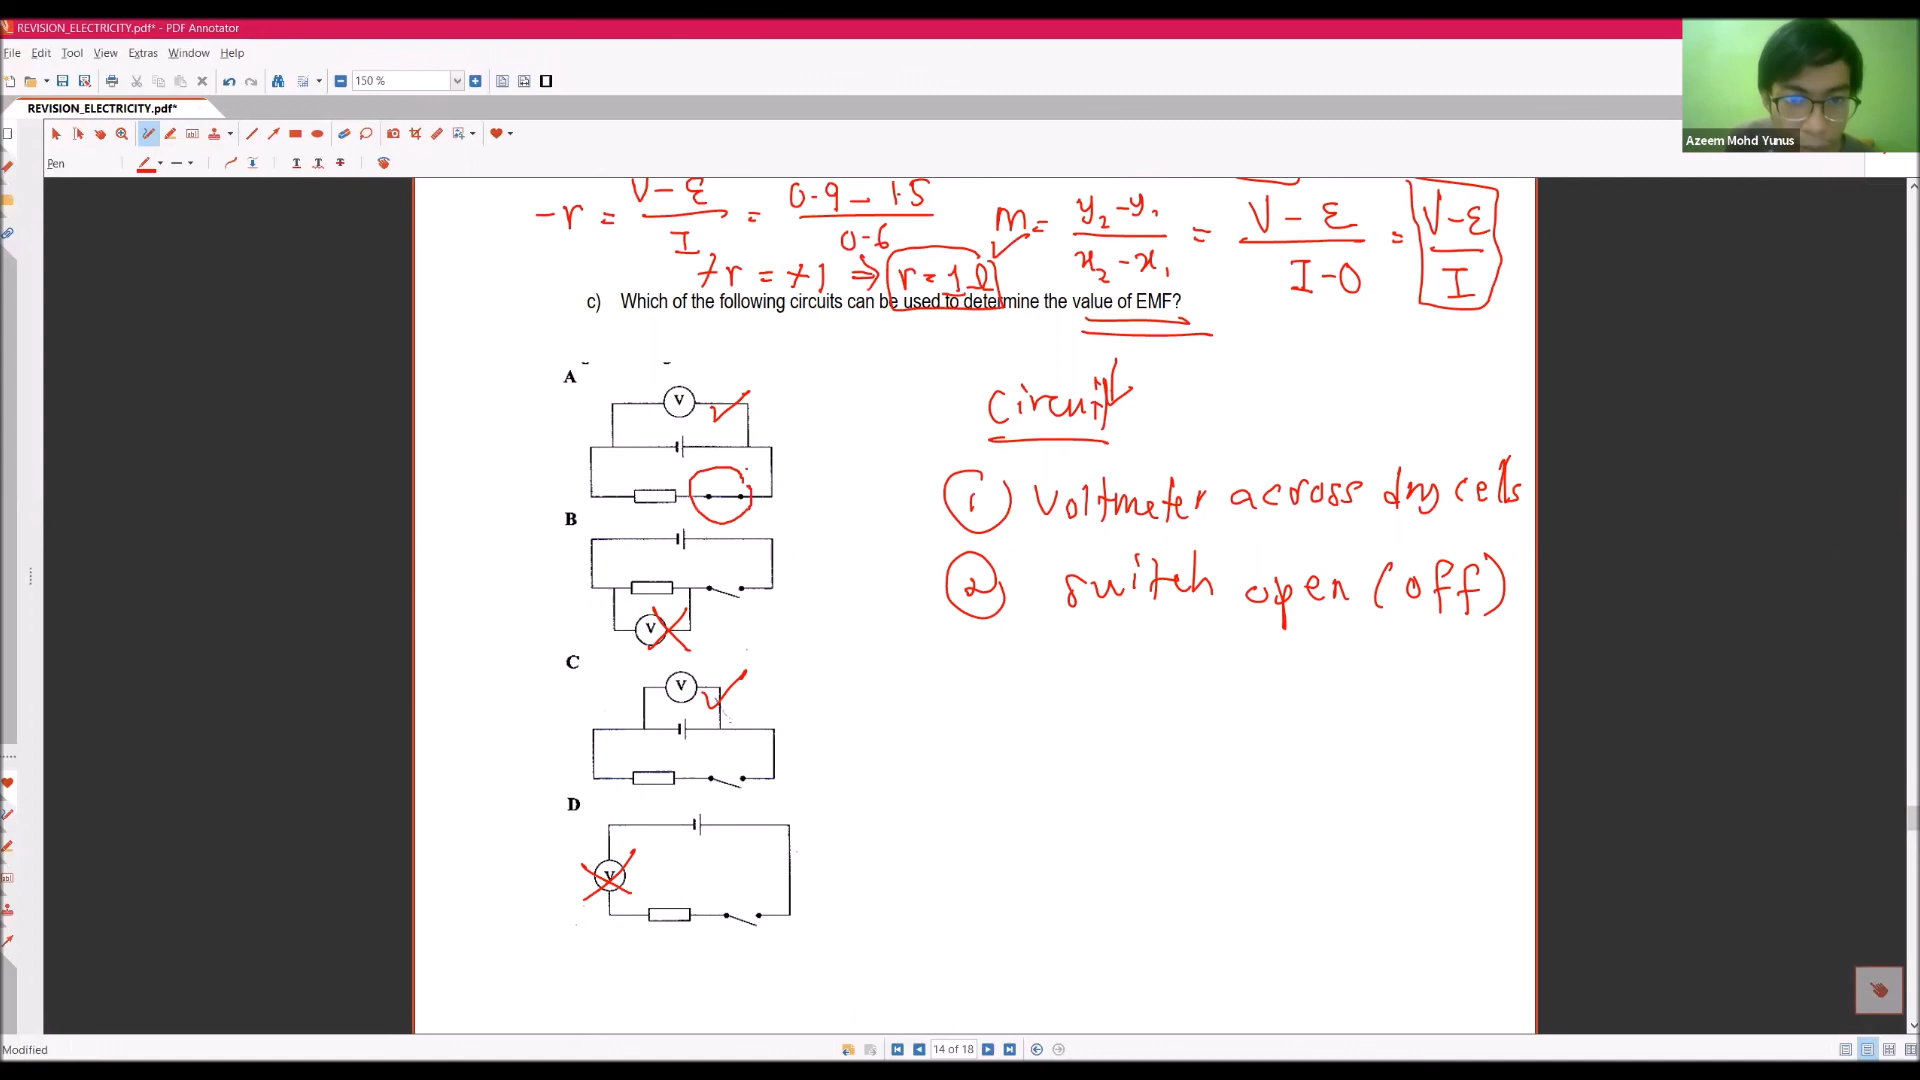 REVISION_ELECTRICITY.pdf* - PDF Annotator
File Edit Tool View Extras Window Help
150 %
REVISION_ELECTRICITY.pdf*
Pen
Azeem Mohd Yunus
-r = V-ε / I = 0.9 - 1.5 / 0.6
m = y₂-y₁ / x₂-x₁ = V-ε / I-0 = V-ε / I
+r = +1 ⇒ r = 1Ω
c) Which of the following circuits can be used to determine the value of EMF?
A
V
Circuit
① Voltmeter across dry cells
B
② switch open (off)
V
C
V
D
V
Modified
14 of 18